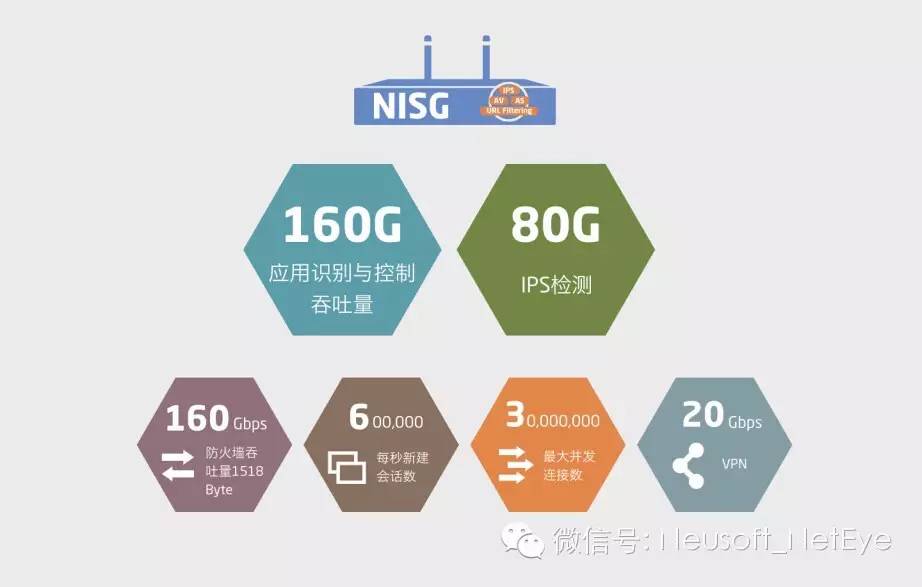 NISG
IPS
AV AS
URL Filtering
160G
应用识别与控制
吞吐量
80G
IPS检测
160 Gbps
防火墙吞
吐量1518
Byte
600,000
每秒新建
会话数
30,000,000
最大并发
连接数
20 Gbps
VPN
微信号: Neusoft_NetEye